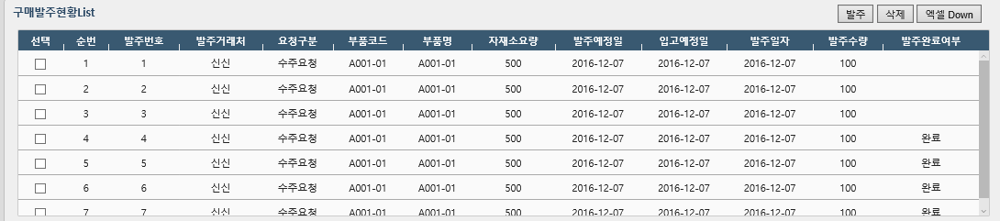 구매발주현황List
발주 삭제 엑셀 Down
선택 순번 발주번호 발주거래처 요청구분 부품코드 부품명 자재소요량 발주예정일 입고예정일 발주일자 발주수량 발주완료여부
1 1 신신 수주요청 A001-01 A001-01 500 2016-12-07 2016-12-07 2016-12-07 100
2 2 신신 수주요청 A001-01 A001-01 500 2016-12-07 2016-12-07 2016-12-07 100
3 3 신신 수주요청 A001-01 A001-01 500 2016-12-07 2016-12-07 2016-12-07 100
4 4 신신 수주요청 A001-01 A001-01 500 2016-12-07 2016-12-07 2016-12-07 100 완료
5 5 신신 수주요청 A001-01 A001-01 500 2016-12-07 2016-12-07 2016-12-07 100 완료
6 6 신신 수주요청 A001-01 A001-01 500 2016-12-07 2016-12-07 2016-12-07 100 완료
7 7 신신 수주요청 A001-01 A001-01 500 2016-12-07 2016-12-07 2016-12-07 100 완료